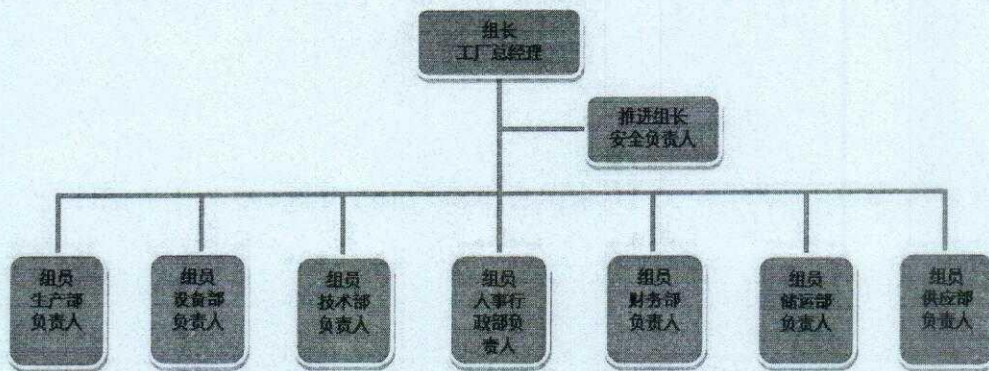 组长
工厂总经理
推进组长
安全负责人
组员
生产部
负责人
组员
设备部
负责人
组员
技术部
负责人
组员
人事行
政部负
责人
组员
财务部
负责人
组员
储运部
负责人
组员
供应部
负责人